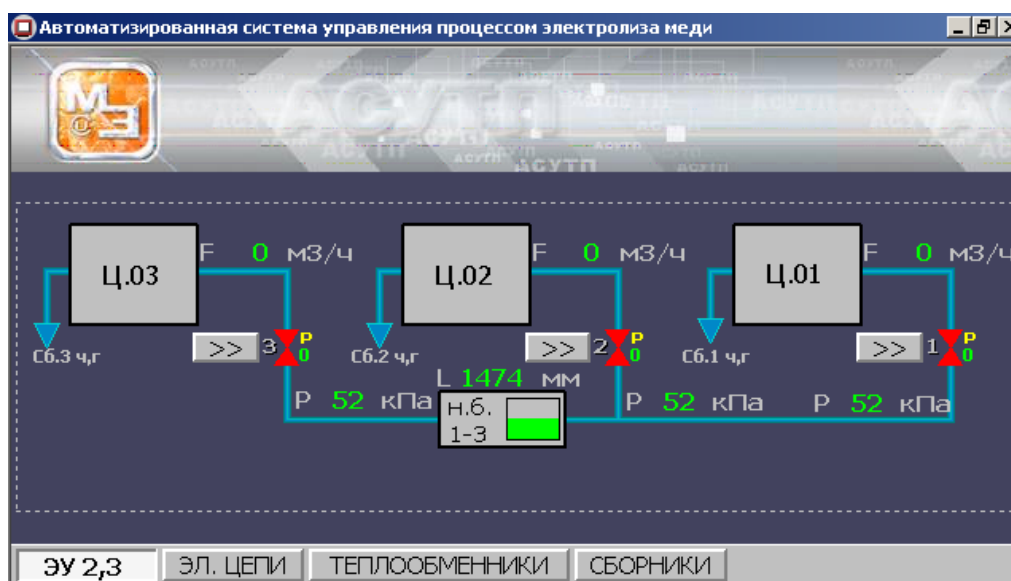 Автоматизированная система управления процессом электролиза меди
АСУТП
Ц.03
F 0 м3/ч
Ц.02
F 0 м3/ч
Ц.01
F 0 м3/ч
Сб.3 ч,г
>> 3 Р 0
Сб.2 ч,г
>> 2 Р 0
Сб.1 ч,г
>> 1 Р 0
L 1474 мм
P 52 кПа
н.б.
1-3
P 52 кПа
P 52 кПа
ЭУ 2,3
ЭЛ. ЦЕПИ
ТЕПЛООБМЕННИКИ
СБОРНИКИ